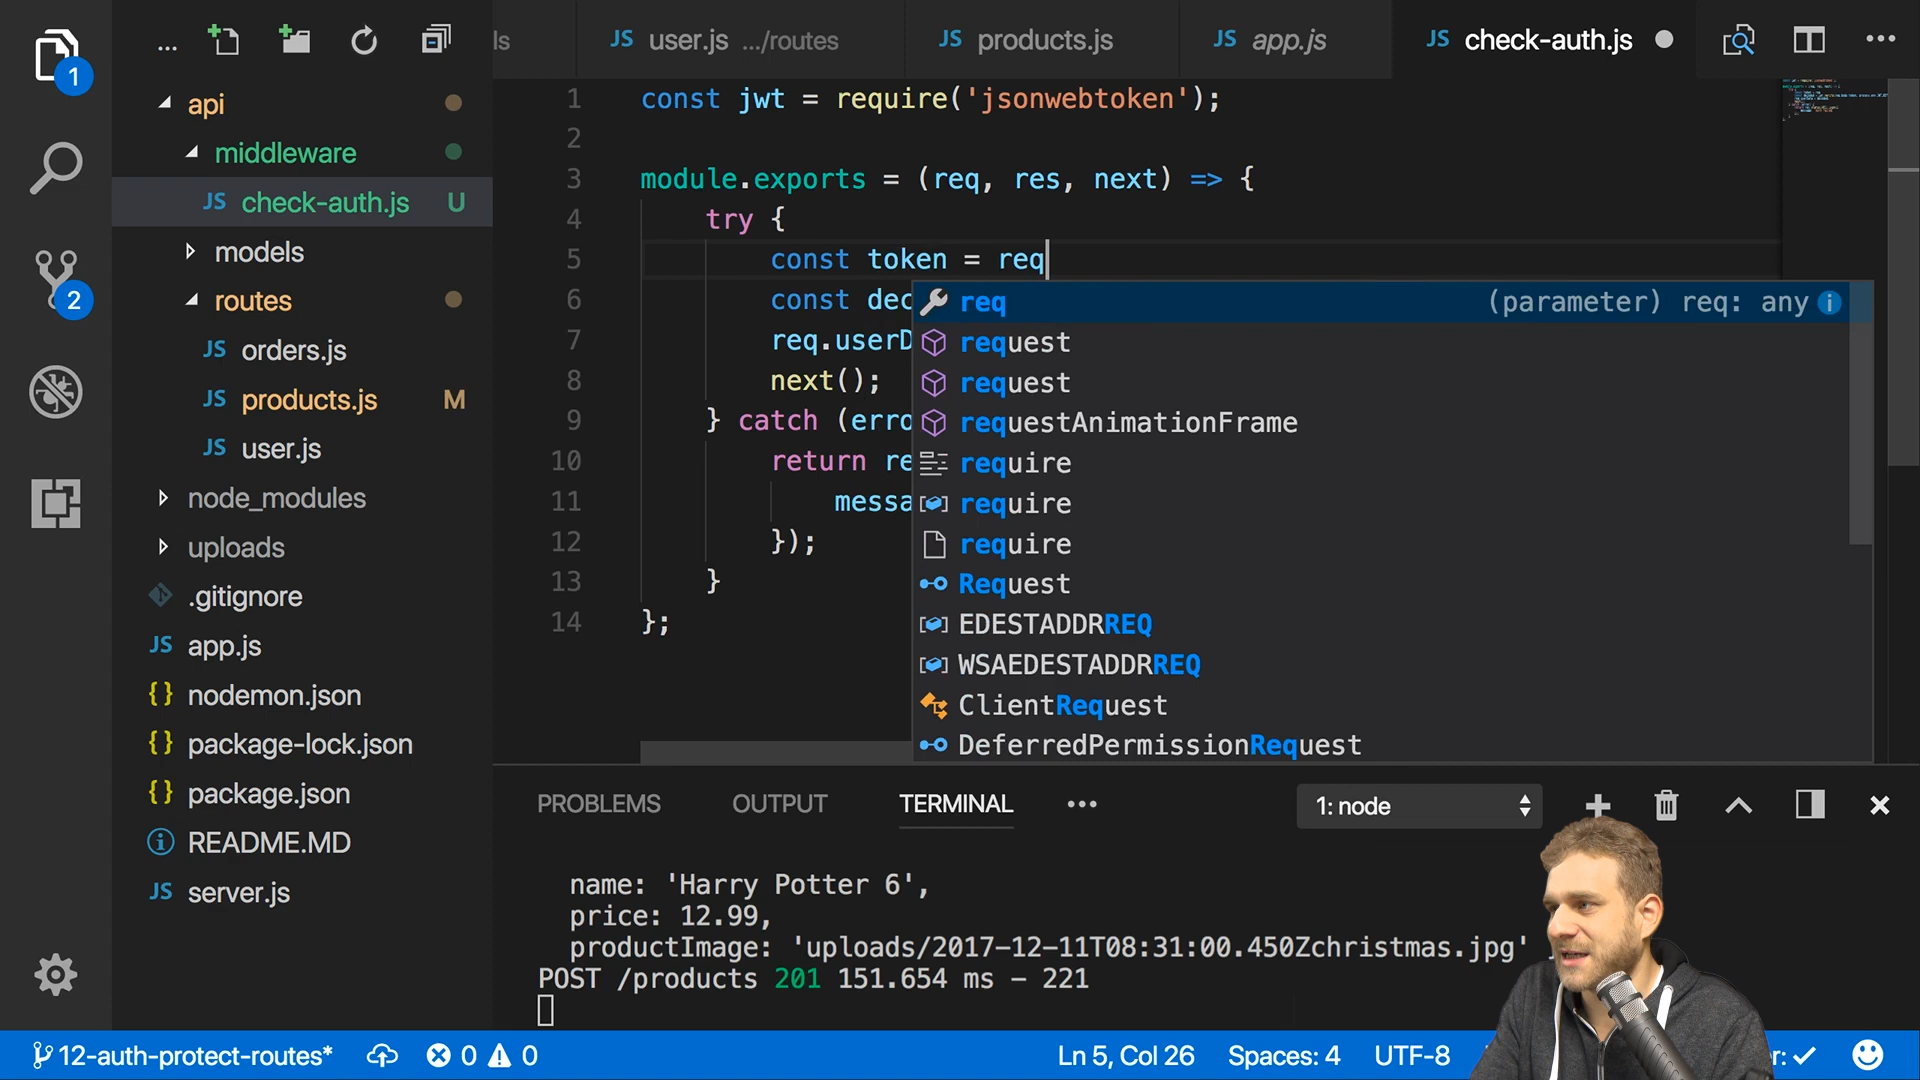 1
2
...
api
middleware
JS check-auth.js U
models
routes
JS orders.js
JS products.js M
JS user.js
node_modules
uploads
.gitignore
JS app.js
{} nodemon.json
{} package-lock.json
{} package.json
README.MD
JS server.js
ls
JS user.js .../routes
JS products.js
JS app.js
JS check-auth.js
1 const jwt = require('jsonwebtoken');
2
3 module.exports = (req, res, next) => {
4 try {
5 const token = req
6 const dec
7 req.userD
8 next();
9 } catch (erro
10 return re
11 messa
12 });
13 }
14 };
req (parameter) req: any
request
request
requestAnimationFrame
require
require
require
Request
EDESTADDRREQ
WSAEDESTADDRREQ
ClientRequest
DeferredPermissionRequest
PROBLEMS OUTPUT TERMINAL ... 1: node
name: 'Harry Potter 6',
price: 12.99,
productImage: 'uploads/2017-12-11T08:31:00.450Zchristmas.jpg'
POST /products 201 151.654 ms - 221
12-auth-protect-routes* 0 0 Ln 5, Col 26 Spaces: 4 UTF-8 r: